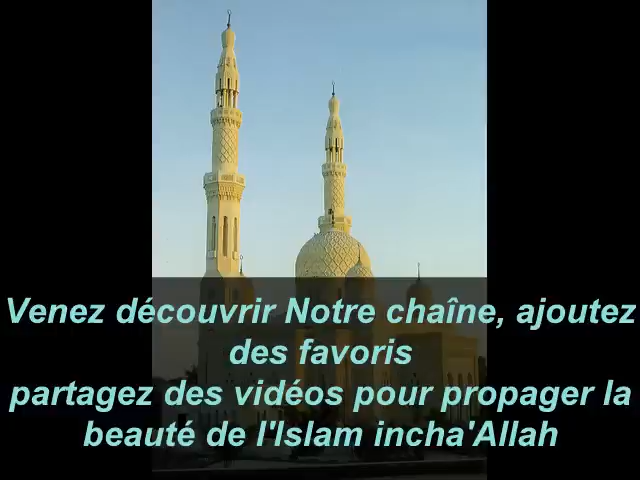 Venez découvrir Notre chaîne, ajoutez
des favoris
partagez des vidéos pour propager la
beauté de l'Islam incha'Allah